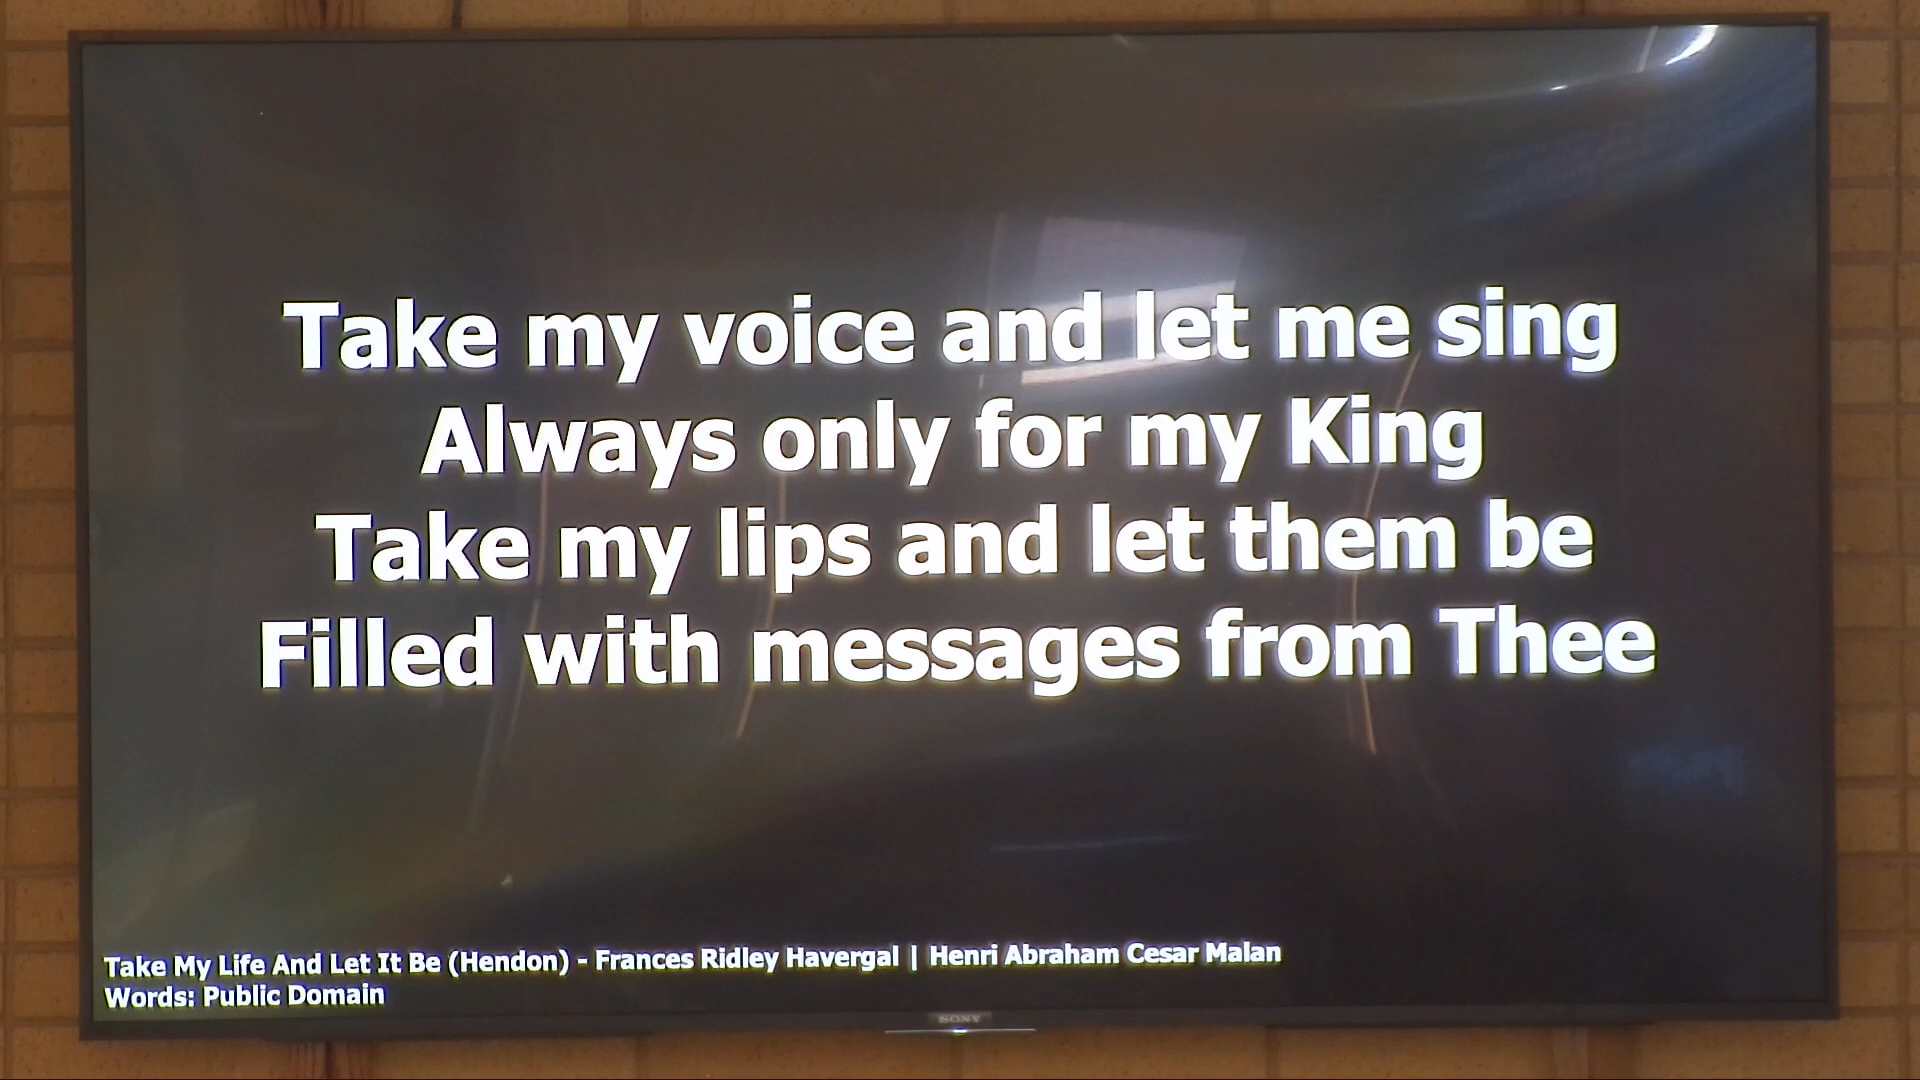 Take my voice and let me sing
Always only for my King
Take my lips and let them be
Filled with messages from Thee
Take My Life And Let It Be (Hendon) - Frances Ridley Havergal | Henri Abraham Cesar Malan
Words: Public Domain
SONY